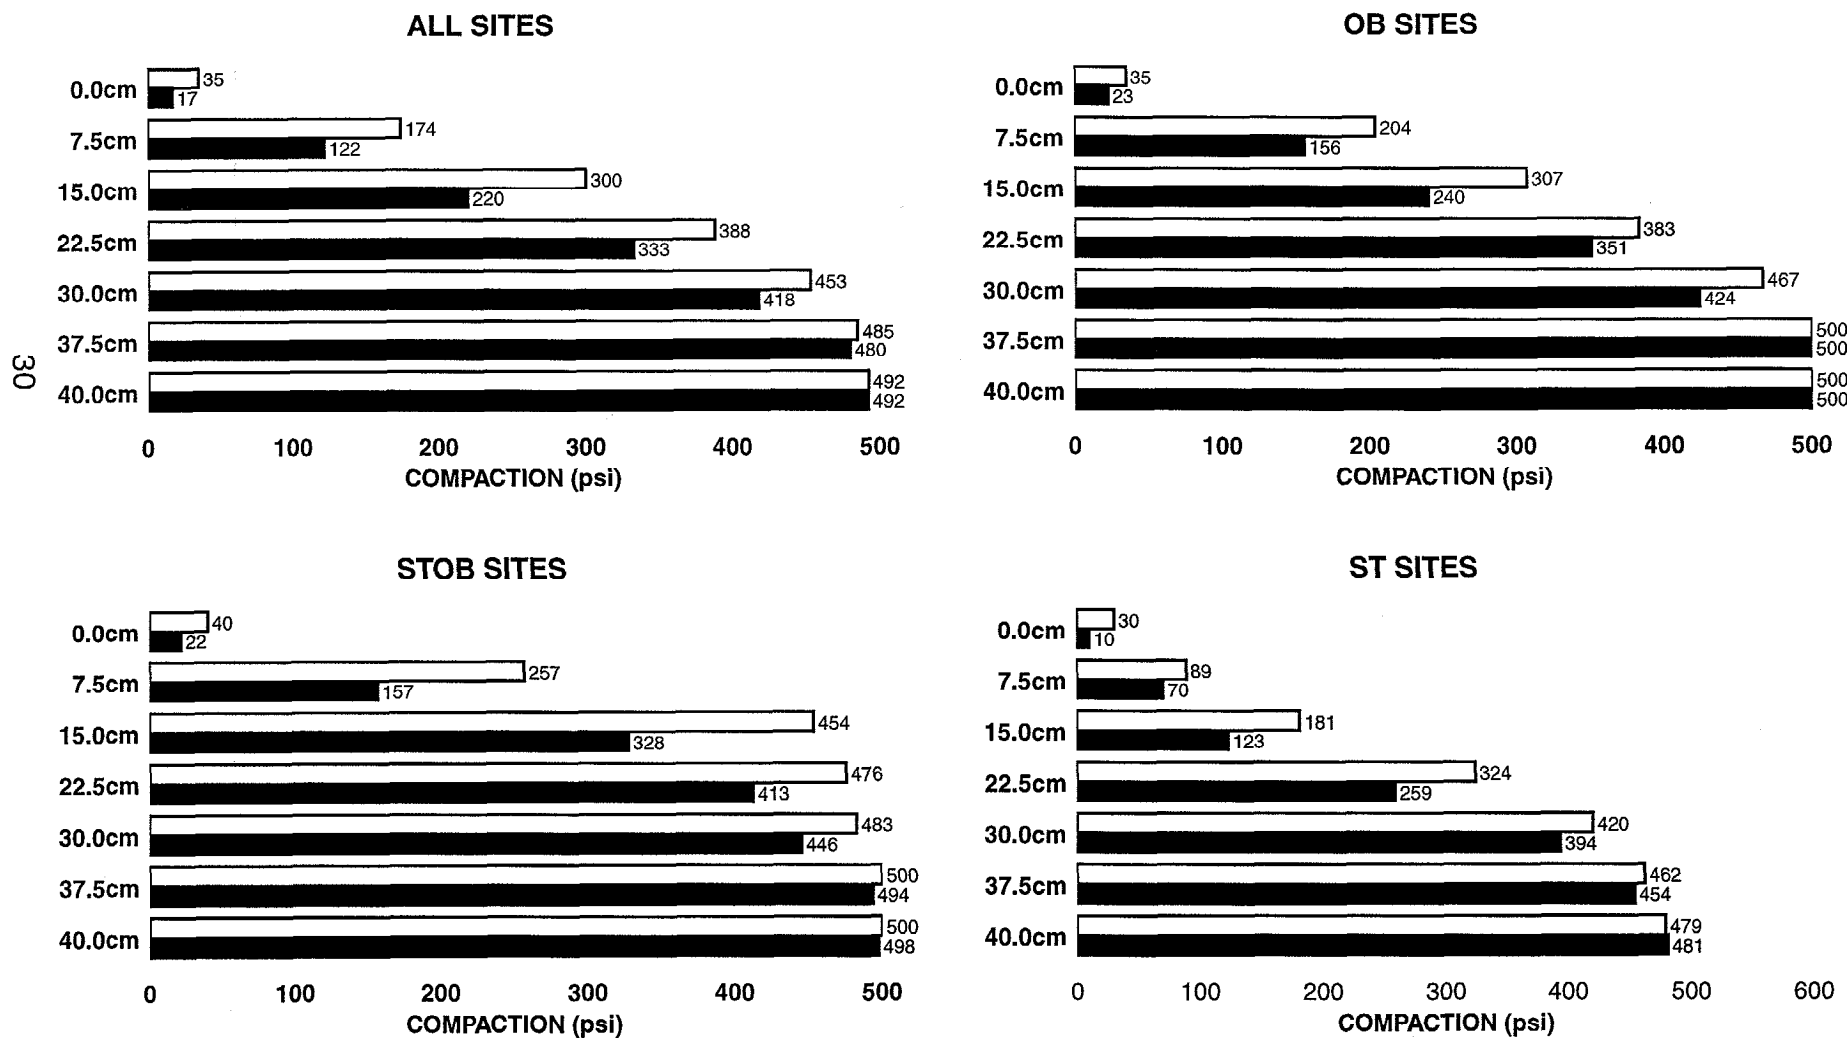 ALL SITES
0.0cm
35
17
7.5cm
174
122
15.0cm
300
220
22.5cm
388
333
30.0cm
453
418
37.5cm
485
480
40.0cm
492
492
0 100 200 300 400 500
COMPACTION (psi)
OB SITES
0.0cm
35
23
7.5cm
204
156
15.0cm
307
240
22.5cm
383
351
30.0cm
467
424
37.5cm
500
500
40.0cm
500
500
0 100 200 300 400 500
COMPACTION (psi)
30
STOB SITES
0.0cm
40
22
7.5cm
257
157
15.0cm
454
328
22.5cm
476
413
30.0cm
483
446
37.5cm
500
494
40.0cm
500
498
0 100 200 300 400 500
COMPACTION (psi)
ST SITES
0.0cm
30
10
7.5cm
89
70
15.0cm
181
123
22.5cm
324
259
30.0cm
420
394
37.5cm
462
454
40.0cm
479
481
0 100 200 300 400 500 600
COMPACTION (psi)